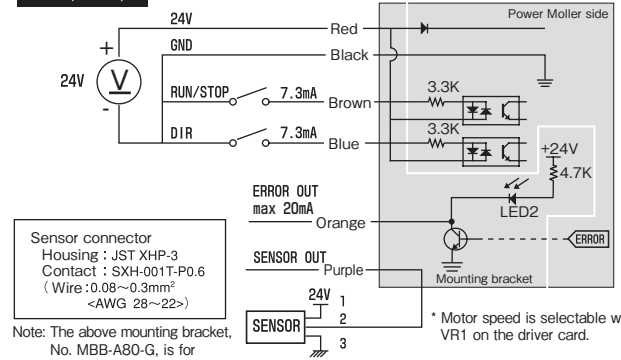 Power Moller side
24V
Red
GND
Black
+
24V
V
-
RUN/STOP
7.3mA
Brown
3.3K
DIR
7.3mA
Blue
3.3K
+24V
4.7K
LED2
ERROR OUT
max 20mA
Orange
ERROR
SENSOR OUT
Purple
Mounting bracket
Sensor connector
Housing : JST XHP-3
Contact : SXH-001T-P0.6
( Wire : 0.08~0.3mm²
<AWG 28~22>)
24V 1
SENSOR
2
3
* Motor speed is selectable w
VR1 on the driver card.
Note: The above mounting bracket,
No. MBB-A80-G, is for